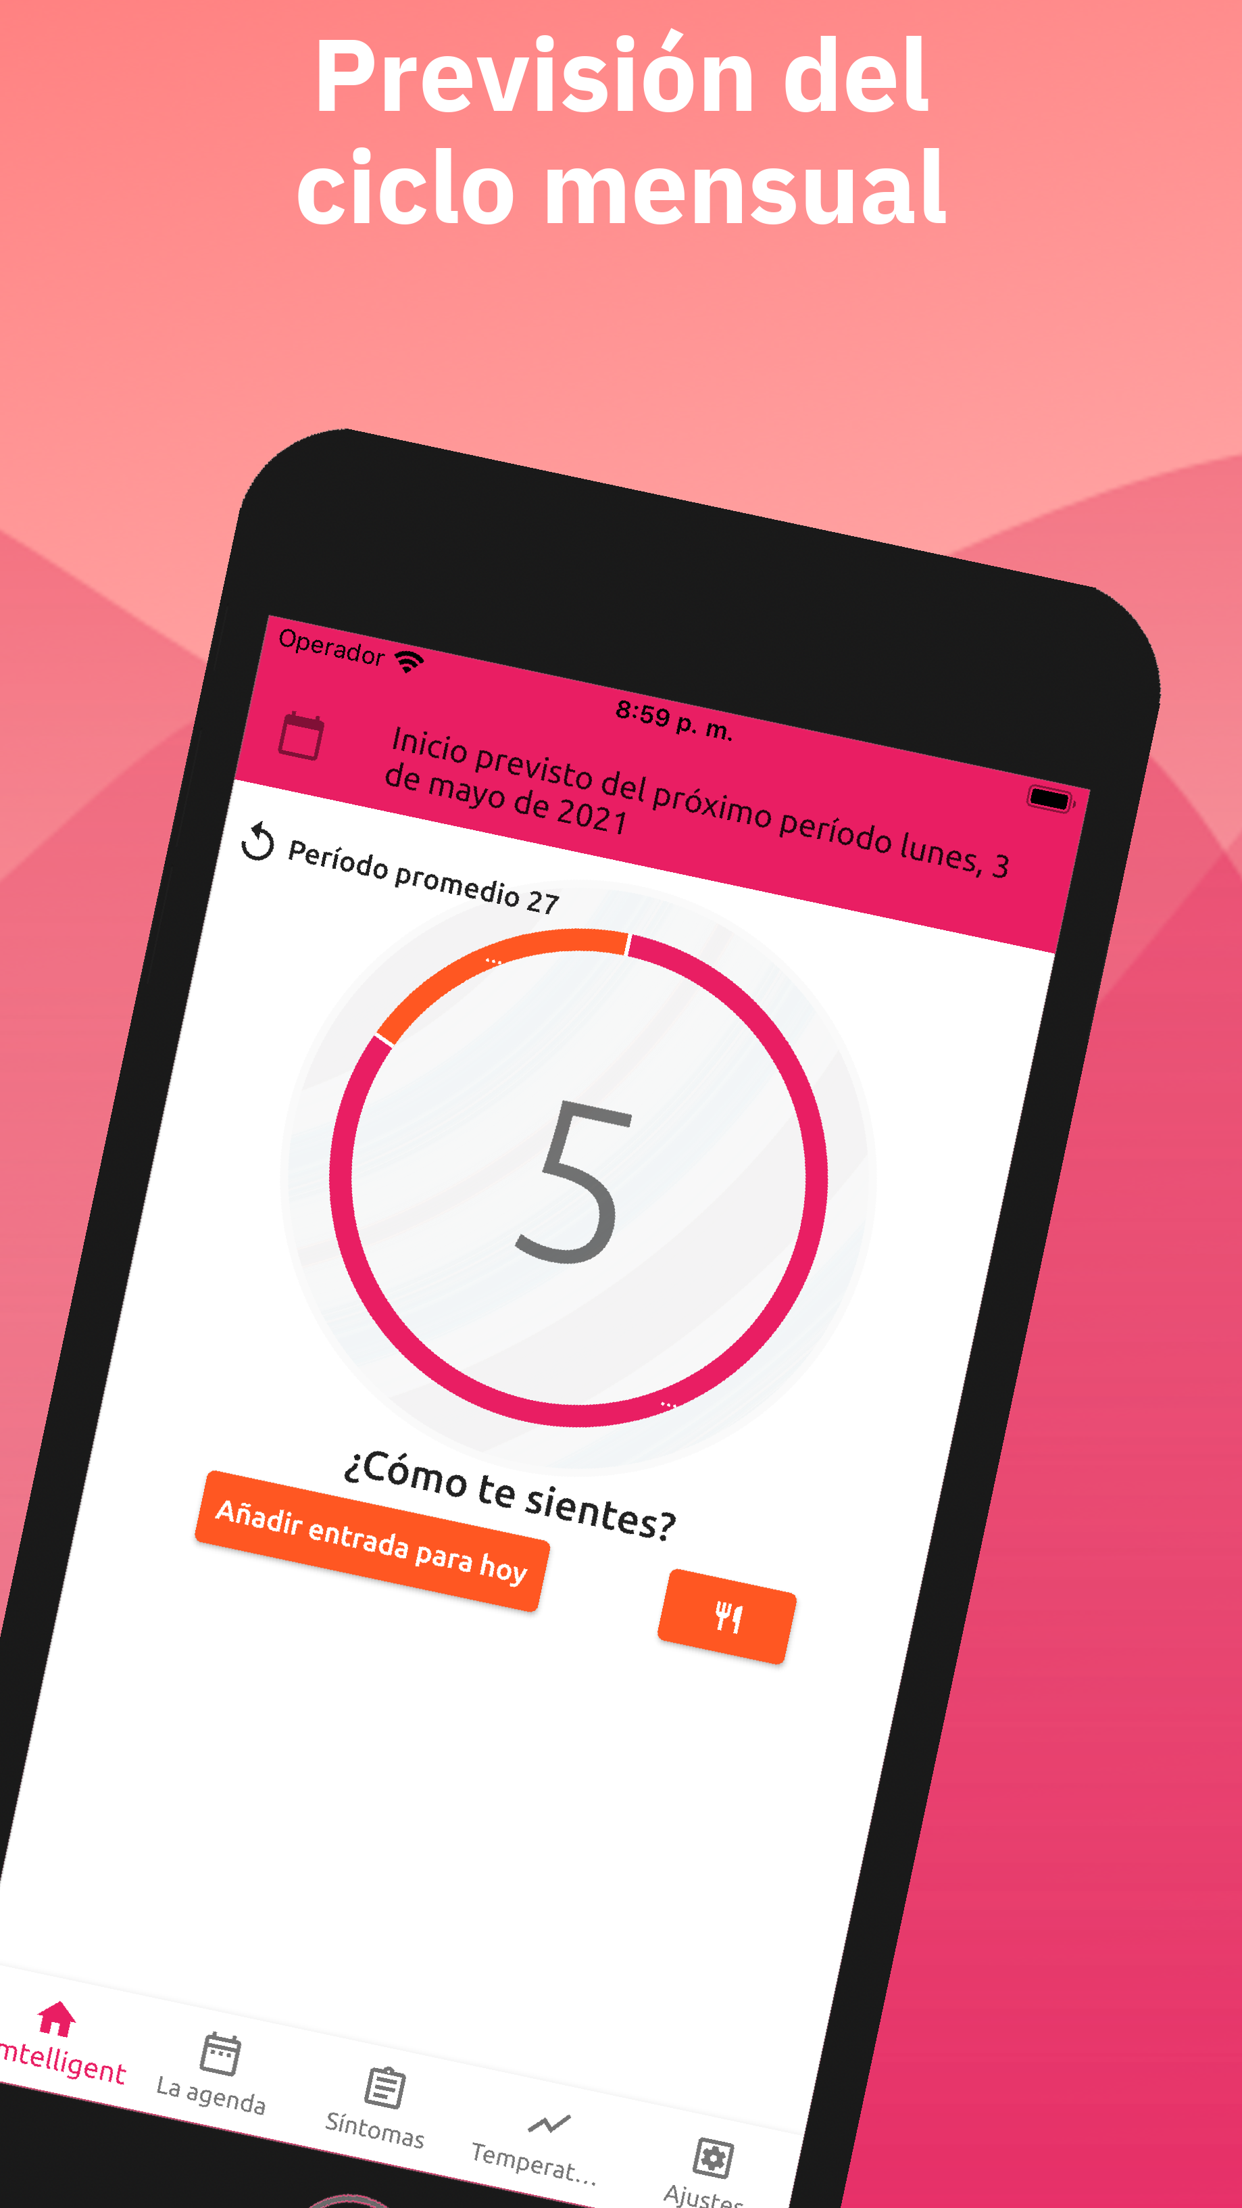 Previsión del
ciclo mensual
Operador
8:59 p. m.
Inicio previsto del próximo período lunes, 3
de mayo de 2021
Período promedio 27
5
¿Cómo te sientes?
Añadir entrada para hoy
mtelligent
La agenda
Síntomas
Temperat...
Ajustes